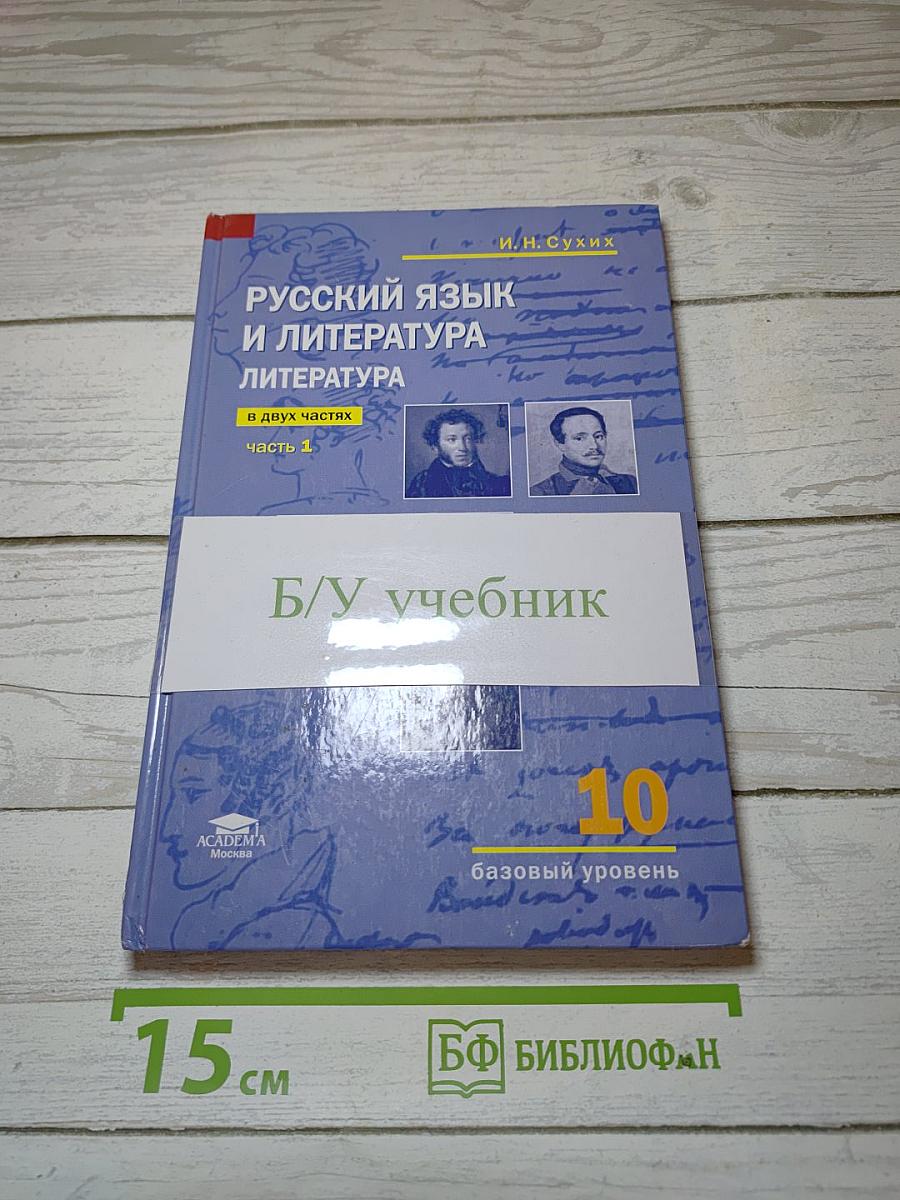 И. Н. Сухих
РУССКИЙ ЯЗЫК
И ЛИТЕРАТУРА
ЛИТЕРАТУРА
в двух частях
часть 1
Б/У учебник
10
базовый уровень
ACADEMA
Москва
15 см
БФ БИБЛИОФАН